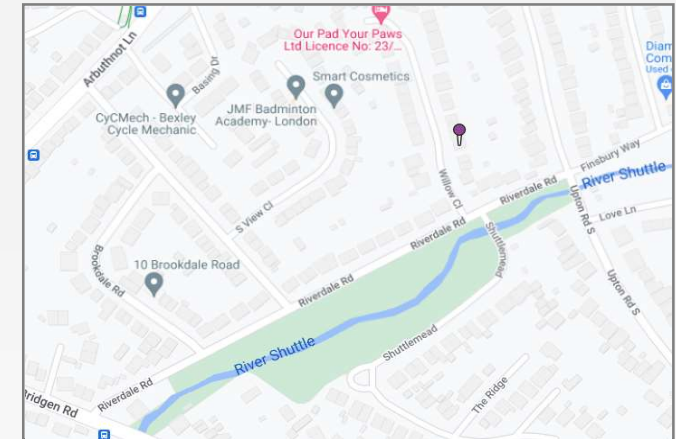 Our Pad Your Paws
Ltd Licence No: 23/...
Arbuthnot Ln
Basing Dr
Smart Cosmetics
CyCMech - Bexley
Cycle Mechanic
JMF Badminton
Academy- London
Diam
Com
Used
Finsbury Way
River Shuttle
Willow Cl
Riverdale Rd
Upton Rd S
Love Ln
S View Cl
Riverdale Rd
Shuttlemead
Brookdale Rd
10 Brookdale Road
Riverdale Rd
Upton Rd S
River Shuttle
Shuttlemead
The Ridge
Riverdale Rd
ridgen Rd